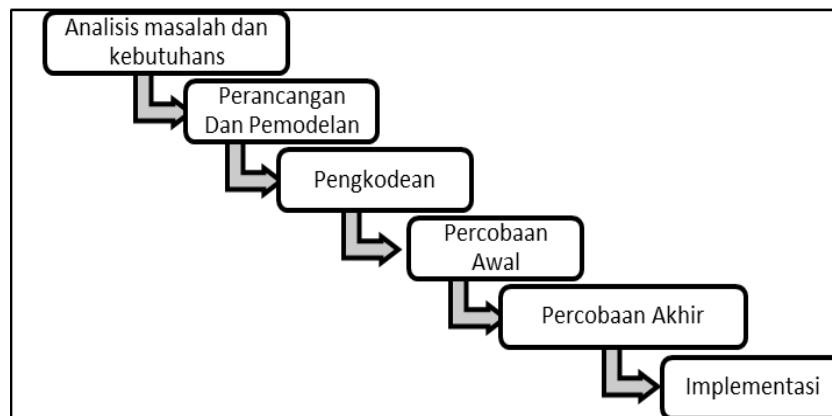 Analisis masalah dan
kebutuhans
Perancangan
Dan Pemodelan
Pengkodean
Percobaan
Awal
Percobaan Akhir
Implementasi